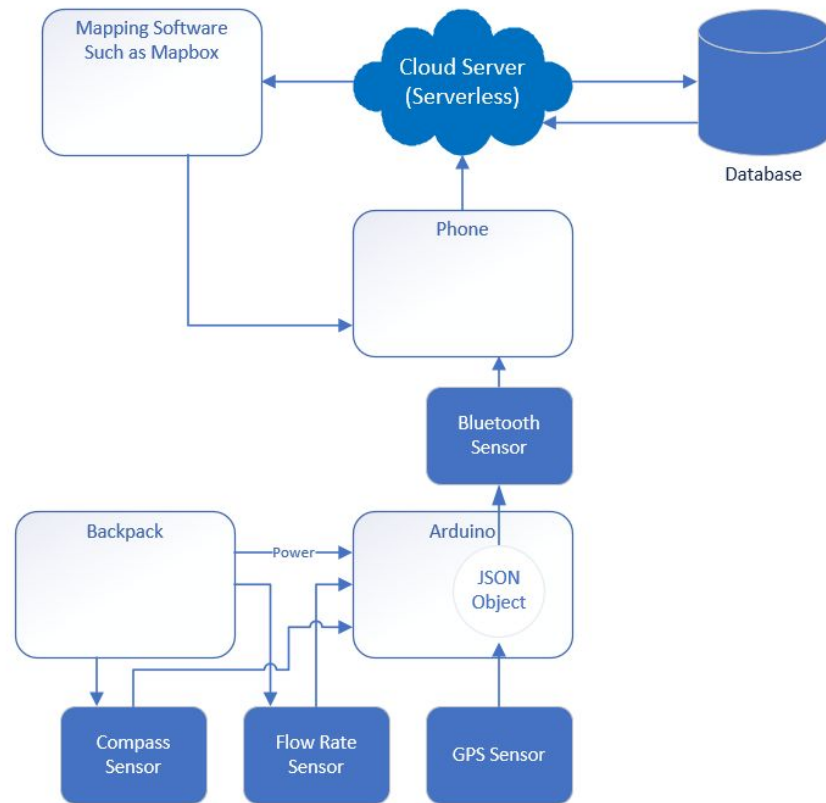 Mapping Software
Such as Mapbox
Cloud Server
(Serverless)
Database
Phone
Bluetooth
Sensor
Backpack
Power
Arduino
JSON
Object
Compass
Sensor
Flow Rate
Sensor
GPS Sensor